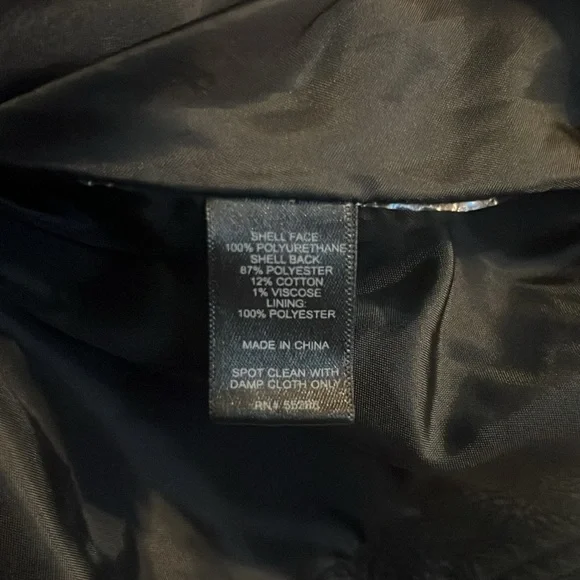 SHELL FACE
100% POLYURETHANE
SHELL BACK
87% POLYESTER
12% COTTON
1% VISCOSE
LINING:
100% POLYESTER
MADE IN CHINA
SPOT CLEAN WITH
DAMP CLOTH ONLY
RN#